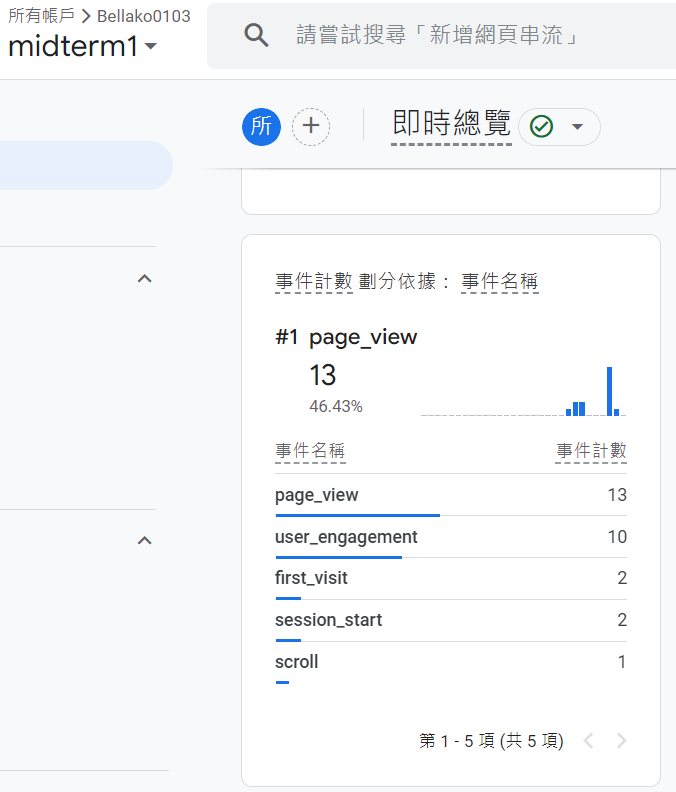 所有帳戶 > Bellako0103
midterm1
請嘗試搜尋「新增網頁串流」
所
即時總覽
事件計數 劃分依據： 事件名稱
#1 page_view
13
46.43%
事件名稱 事件計數
page_view 13
user_engagement 10
first_visit 2
session_start 2
scroll 1
第 1 - 5 項 (共 5 項)